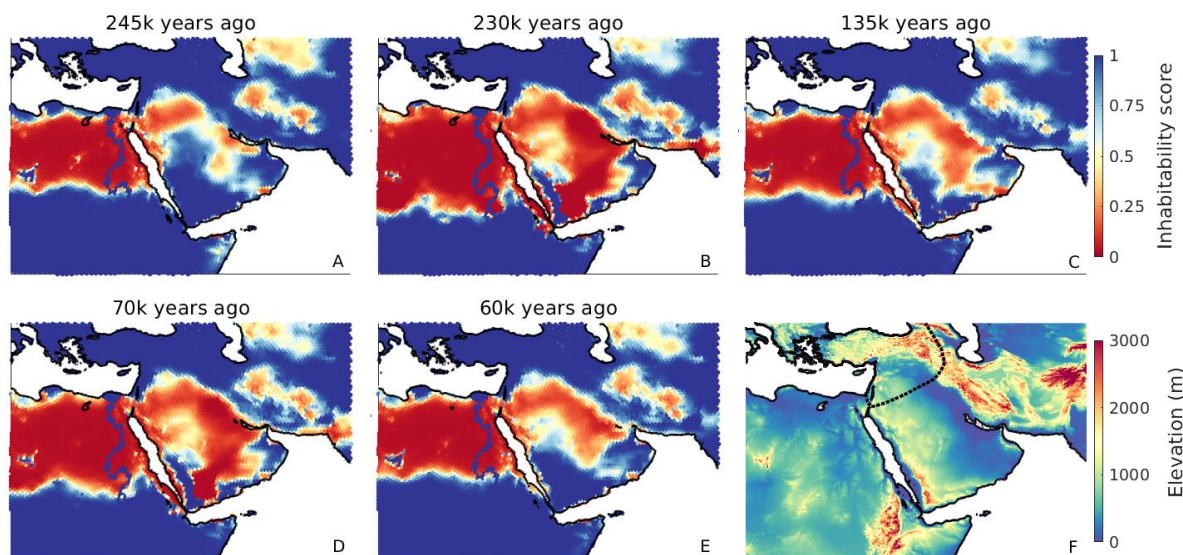 245k years ago
230k years ago
135k years ago
1
0.75
0.5
0.25
0
Inhabitability score
A
B
C
70k years ago
60k years ago
3000
2000
1000
0
Elevation (m)
D
E
F